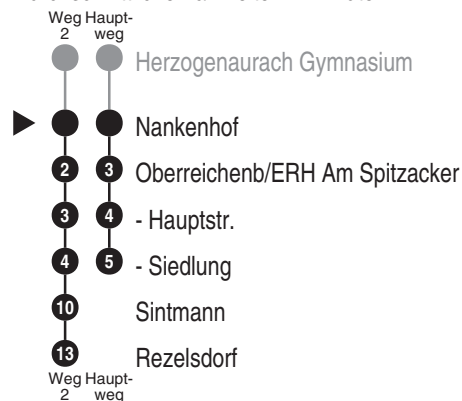 Weg Haupt-
2 weg
Herzogenaurach Gymnasium
Nankenhof
2 3 Oberreichenb/ERH Am Spitzacker
3 4 - Hauptstr.
4 5 - Siedlung
10 Sintmann
13 Rezelsdorf
Weg Haupt-
2 weg